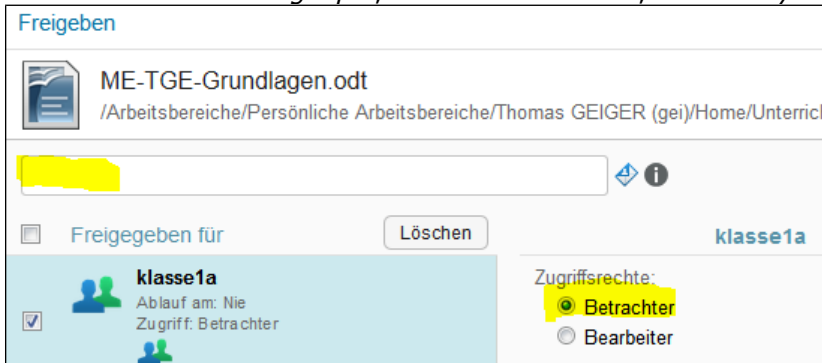 Freigeben
ME-TGE-Grundlagen.odt
/Arbeitsbereiche/Persönliche Arbeitsbereiche/Thomas GEIGER (gei)/Home/Unterric
Freigegeben für
Löschen
klasse1a
klasse1a
Ablauf am: Nie
Zugriff: Betrachter
Zugriffsrechte:
Betrachter
Bearbeiter